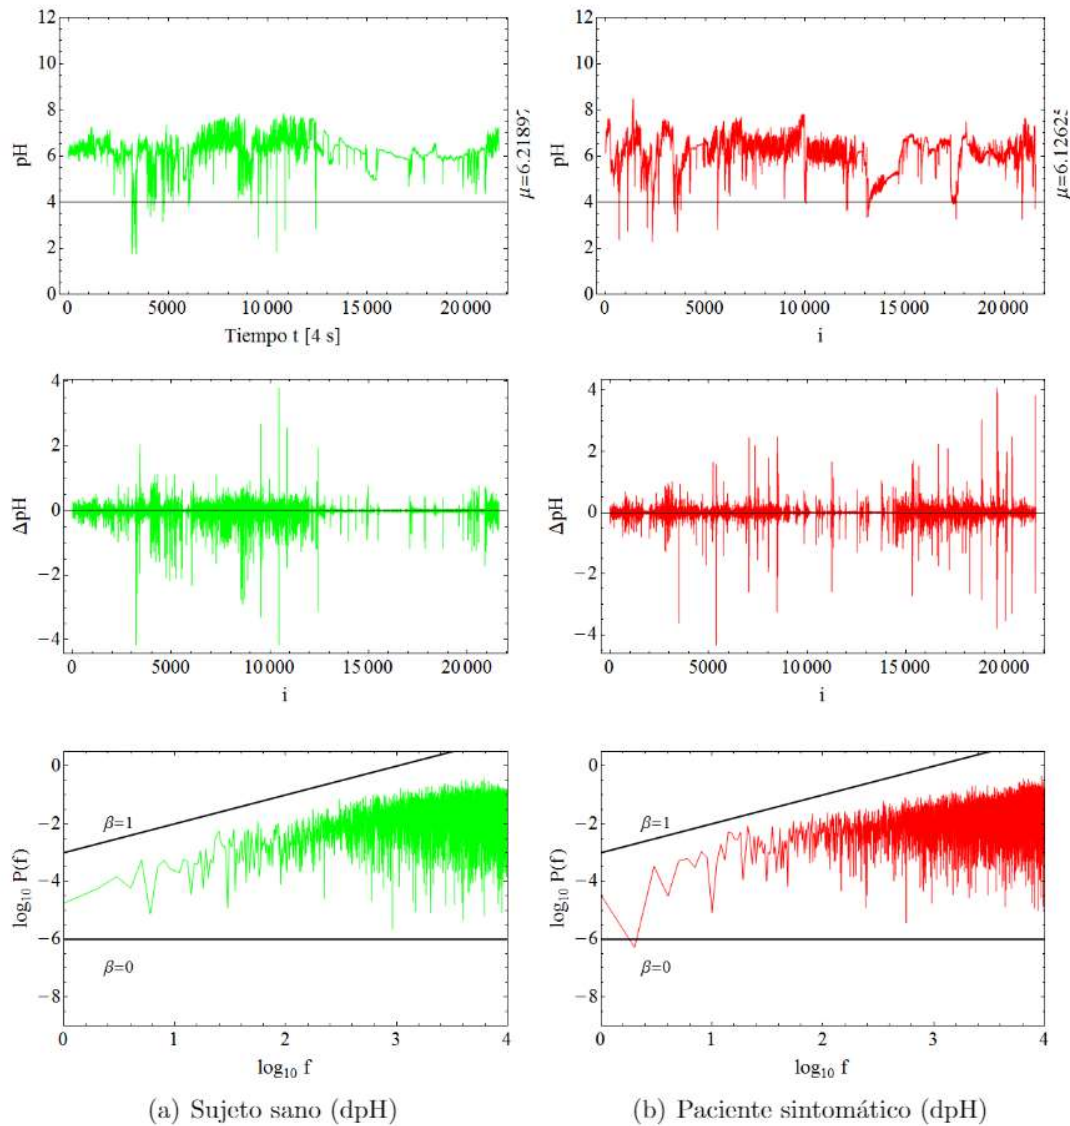 12
10
8
6
4
2
0
pH
0 5000 10 000 15 000 20 000
Tiempo t [4 s]
μ=6.21897
12
10
8
6
4
2
0
pH
0 5000 10 000 15 000 20 000
i
μ=6.12625
4
2
0
−2
−4
ΔpH
0 5000 10 000 15 000 20 000
i
4
2
0
−2
−4
ΔpH
0 5000 10 000 15 000 20 000
i
0
−2
−4
−6
−8
log₁₀ P(f)
β=1
β=0
0 1 2 3 4
log₁₀ f
0
−2
−4
−6
−8
log₁₀ P(f)
β=1
β=0
0 1 2 3 4
log₁₀ f
(a) Sujeto sano (dpH)
(b) Paciente sintomático (dpH)